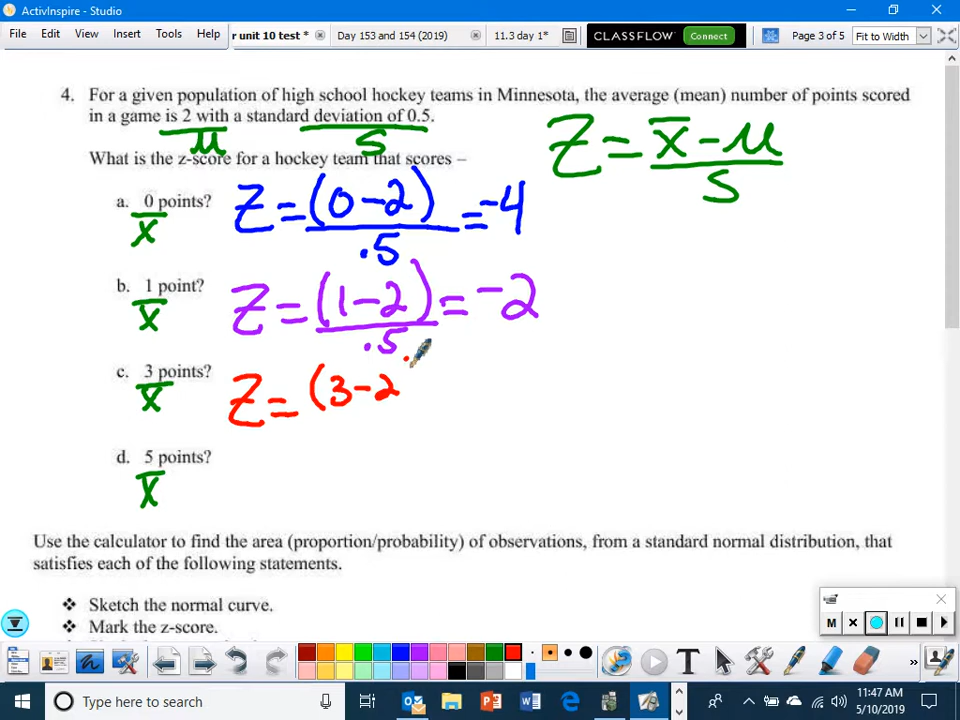 ActivInspire - Studio
File Edit View Insert Tools Help r unit 10 test * Day 153 and 154 (2019) 11.3 day 1* CLASSFLOW Connect Page 3 of 5 Fit to Width
4. For a given population of high school hockey teams in Minnesota, the average (mean) number of points scored
in a game is 2 with a standard deviation of 0.5.
μ S
Z = x̄ - μ
S
What is the z-score for a hockey team that scores –
a. 0 points? Z = (0-2) = -4
x̄ .5
b. 1 point? Z = (1-2) = -2
x̄ .5
c. 3 points? Z = (3-2
x̄
d. 5 points?
x̄
Use the calculator to find the area (proportion/probability) of observations, from a standard normal distribution, that
satisfies each of the following statements.
❖ Sketch the normal curve.
❖ Mark the z-score.
M
T »
Type here to search
11:47 AM
5/10/2019